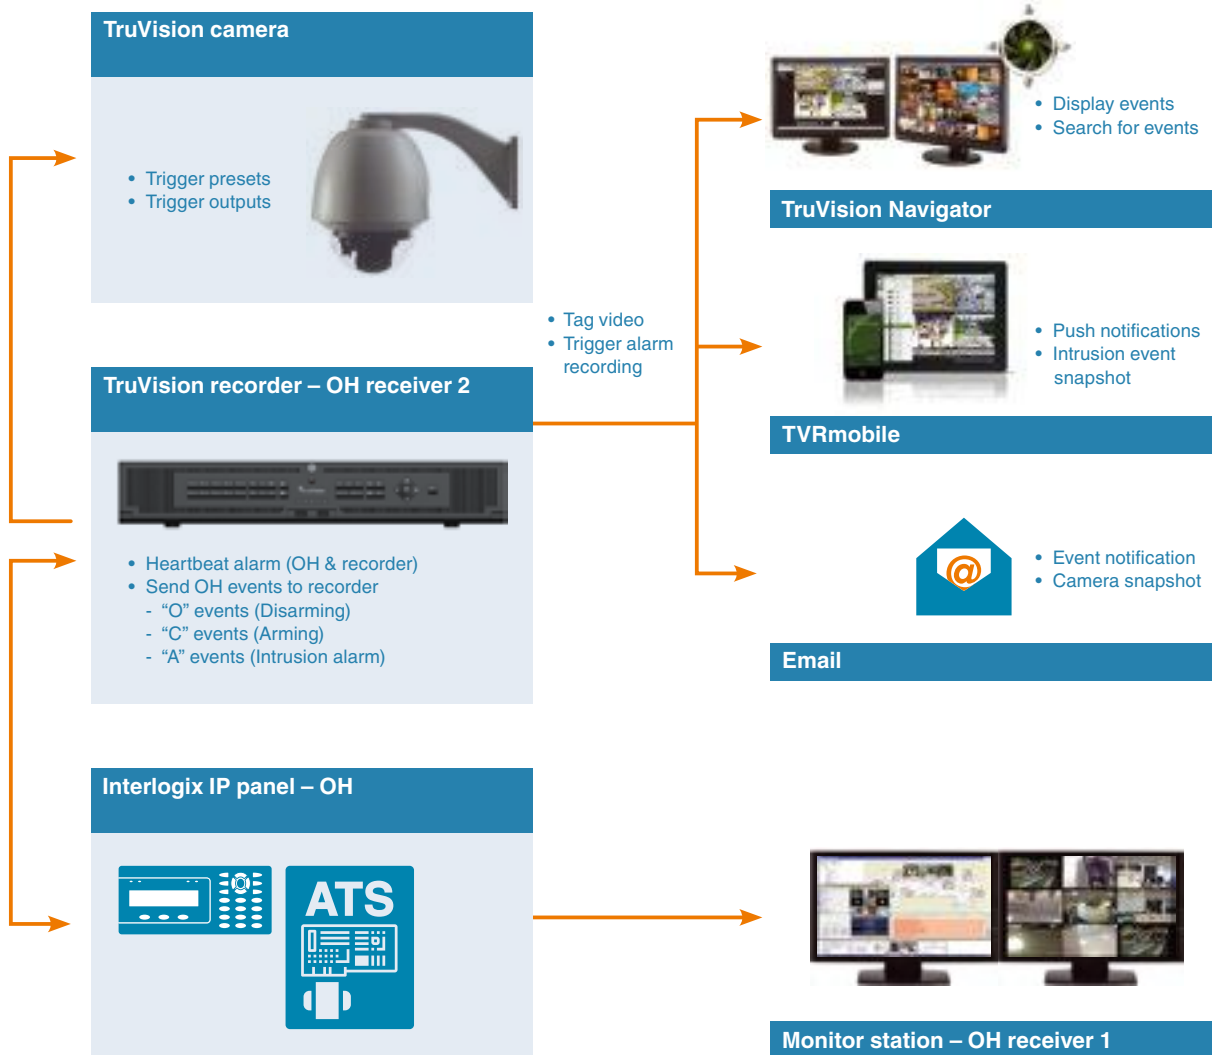 TruVision camera
• Trigger presets
• Trigger outputs
TruVision recorder – OH receiver 2
• Heartbeat alarm (OH & recorder)
• Send OH events to recorder
- “O” events (Disarming)
- “C” events (Arming)
- “A” events (Intrusion alarm)
Interlogix IP panel – OH
ATS
• Tag video
• Trigger alarm
recording
• Display events
• Search for events
TruVision Navigator
• Push notifications
• Intrusion event
snapshot
TVRmobile
@
• Event notification
• Camera snapshot
Email
Monitor station – OH receiver 1